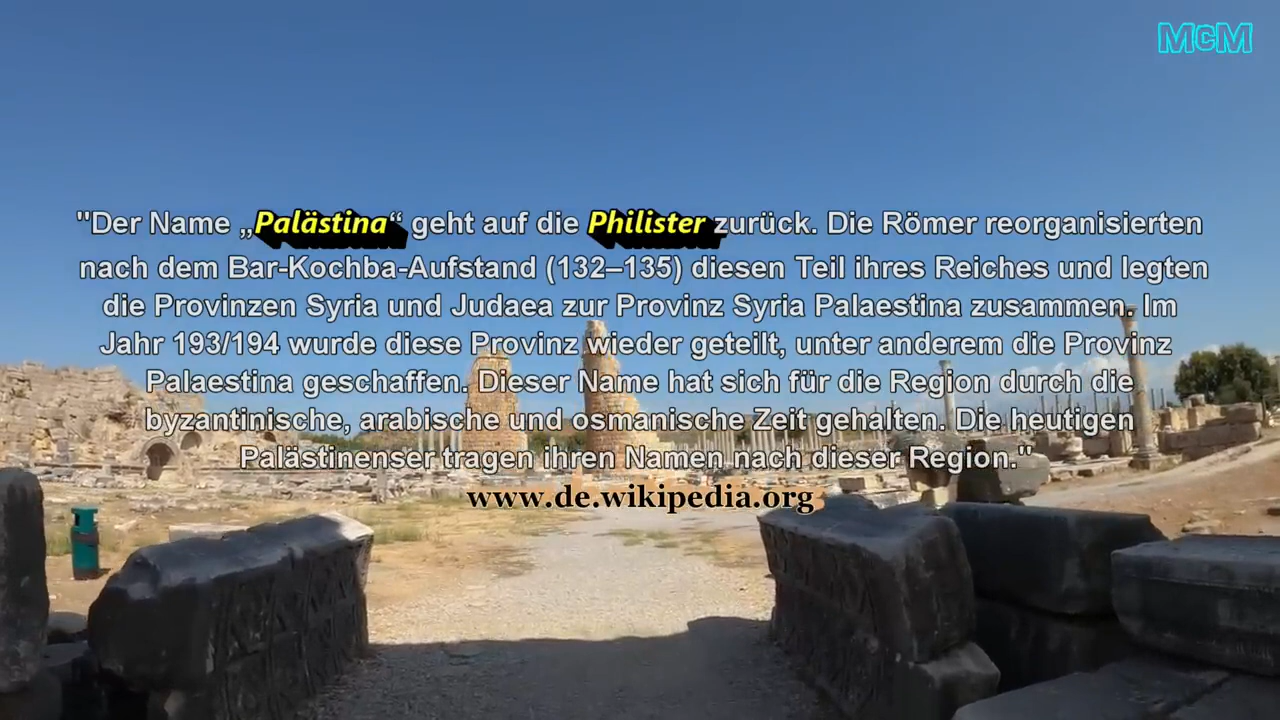 McM
"Der Name „Palästina“ geht auf die Philister zurück. Die Römer reorganisierten
nach dem Bar-Kochba-Aufstand (132–135) diesen Teil ihres Reiches und legten
die Provinzen Syria und Judaea zur Provinz Syria Palaestina zusammen. Im
Jahr 193/194 wurde diese Provinz wieder geteilt, unter anderem die Provinz
Palaestina geschaffen. Dieser Name hat sich für die Region durch die
byzantinische, arabische und osmanische Zeit gehalten. Die heutigen
Palästinenser tragen ihren Namen nach dieser Region."
www.de.wikipedia.org